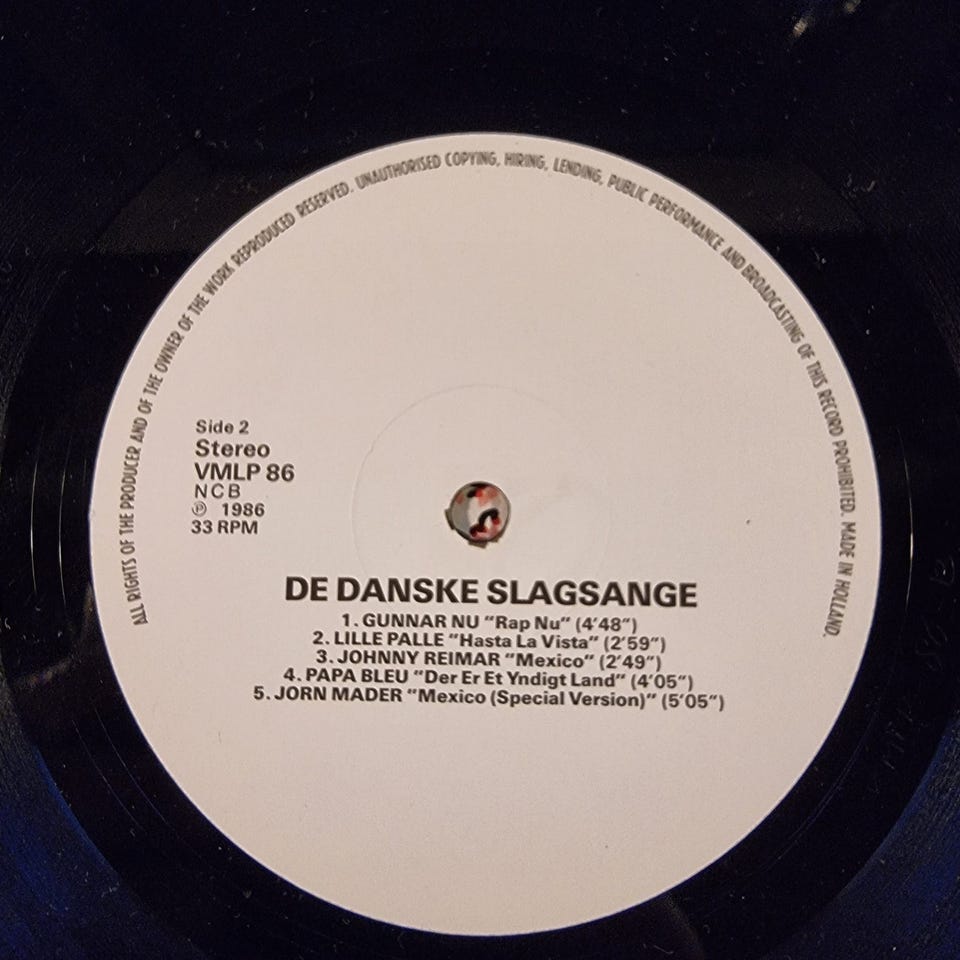 ALL RIGHTS OF THE PRODUCER AND OF THE OWNER OF THE WORK REPRODUCED RESERVED. UNAUTHORISED COPYING, HIRING, LENDING, PUBLIC PERFORMANCE AND BROADCASTING OF THIS RECORD PROHIBITED. MADE IN HOLLAND.
Side 2
Stereo
VMLP 86
NCB
℗ 1986
33 RPM
DE DANSKE SLAGSANGE
1. GUNNAR NU "Rap Nu" (4'48")
2. LILLE PALLE "Hasta La Vista" (2'59")
3. JOHNNY REIMAR "Mexico" (2'49")
4. PAPA BLEU "Der Er Et Yndigt Land" (4'05")
5. JORN MADER "Mexico (Special Version)" (5'05")